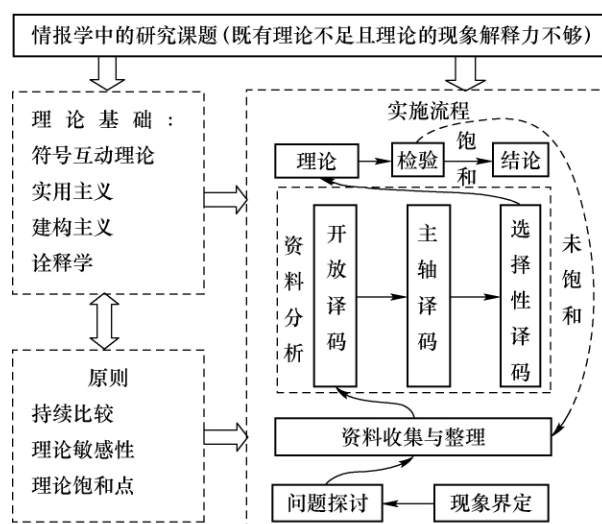 情报学中的研究课题(既有理论不足且理论的现象解释力不够)
理论基础:
符号互动理论
实用主义
建构主义
诠释学
原则
持续比较
理论敏感性
理论饱和点
实施流程
理论
检验
饱和
结论
资料分析
开放译码
主轴译码
选择性译码
未饱和
资料收集与整理
问题探讨
现象界定